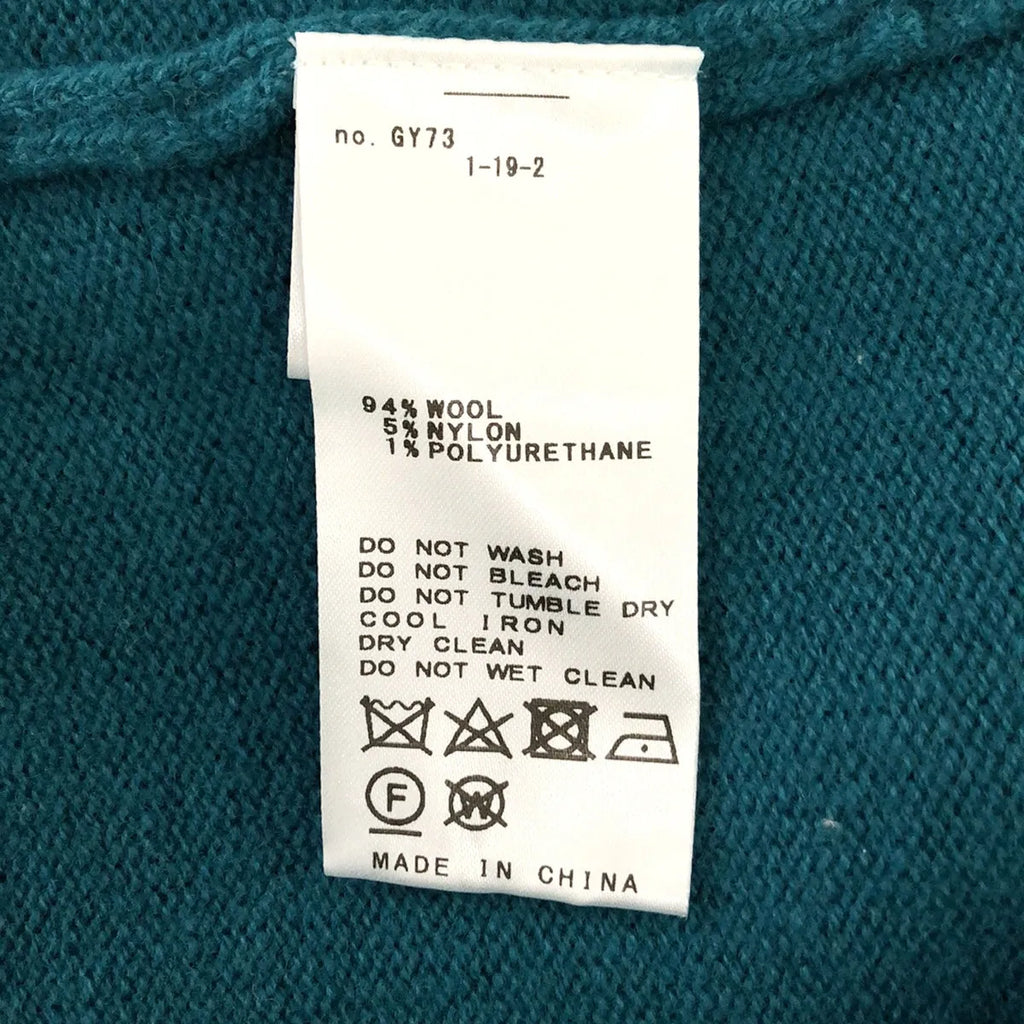 no. GY73
1-19-2
94% WOOL
5% NYLON
1% POLYURETHANE
DO NOT WASH
DO NOT BLEACH
DO NOT TUMBLE DRY
COOL IRON
DRY CLEAN
DO NOT WET CLEAN
F W
MADE IN CHINA